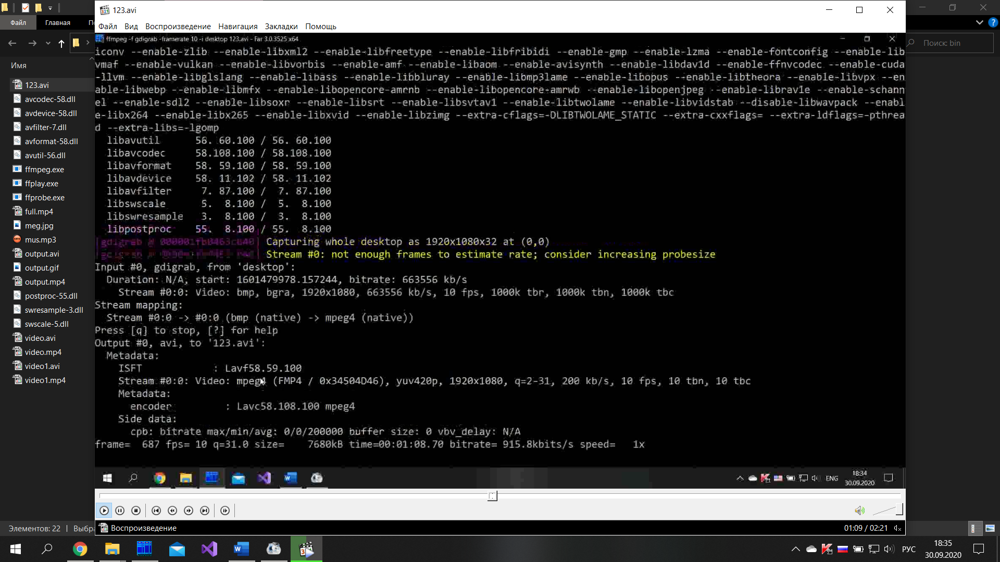 123.avi
Файл
Главная
Файл Вид Воспроизведение Навигация Закладки Помощь
Поиск: bin
Имя
123.avi
avcodec-58.dll
avdevice-58.dll
avfilter-7.dll
avformat-58.dll
avutil-56.dll
ffmpeg.exe
ffplay.exe
ffprobe.exe
full.mp4
meg.jpg
mus.mp3
output.avi
output.gif
output.mp4
postproc-55.dll
swresample-3.dll
swscale-5.dll
video.avi
video.mp4
video1.avi
video1.mp4
ffmpeg -f gdigrab -framerate 10 -i desktop 123.avi - Far 3.0.3525 x64
iconv --enable-zlib --enable-libxml2 --enable-libfreetype --enable-libfribidi --enable-gmp --enable-lzma --enable-fontconfig --enable-lib
vmaf --enable-vulkan --enable-libvorbis --enable-amf --enable-libaom --enable-avisynth --enable-libdav1d --enable-ffnvcodec --enable-cuda
-llvm --enable-libglslang --enable-libass --enable-libbluray --enable-libmp3lame --enable-libopus --enable-libtheora --enable-libvpx --en
able-libwebp --enable-libmfx --enable-libopencore-amrnb --enable-libopencore-amrwb --enable-libopenjpeg --enable-librav1e --enable-schann
el --enable-sdl2 --enable-libsoxr --enable-libsrt --enable-libsvtav1 --enable-libtwolame --enable-libvidstab --disable-libwavpack --enabl
e-libx264 --enable-libx265 --enable-libxvid --enable-libzimg --extra-cflags=-DLIBTWOLAME_STATIC --extra-cxxflags= --extra-ldflags=-pthrea
d --extra-libs=-lgomp
libavutil 56. 60.100 / 56. 60.100
libavcodec 58.108.100 / 58.108.100
libavformat 58. 59.100 / 58. 59.100
libavdevice 58. 11.102 / 58. 11.102
libavfilter 7. 87.100 / 7. 87.100
libswscale 5. 8.100 / 5. 8.100
libswresample 3. 8.100 / 3. 8.100
libpostproc 55. 8.100 / 55. 8.100
[gdigrab @ Capturing whole desktop as 1920x1080x32 at (0,0)
Stream #0: not enough frames to estimate rate; consider increasing probesize
Input #0, gdigrab, from 'desktop':
Duration: N/A, start: 1601479978.157244, bitrate: 663556 kb/s
Stream #0:0: Video: bmp, bgra, 1920x1080, 663556 kb/s, 10 fps, 1000k tbr, 1000k tbn, 1000k tbc
Stream mapping:
Stream #0:0 -> #0:0 (bmp (native) -> mpeg4 (native))
Press [q] to stop, [?] for help
Output #0, avi, to '123.avi':
Metadata:
ISFT : Lavf58.59.100
Stream #0:0: Video: mpeg4 (FMP4 / 0x34504D46), yuv420p, 1920x1080, q=2-31, 200 kb/s, 10 fps, 10 tbn, 10 tbc
Metadata:
encoder : Lavc58.108.100 mpeg4
Side data:
cpb: bitrate max/min/avg: 0/0/200000 buffer size: 0 vbv_delay: N/A
frame= 687 fps= 10 q=31.0 size= 7680kB time=00:01:08.70 bitrate= 915.8kbits/s speed= 1x
ENG
18:34
30.09.2020
Элементов: 22
Воспроизведение
01:09 / 02:21
РУС
18:35
30.09.2020